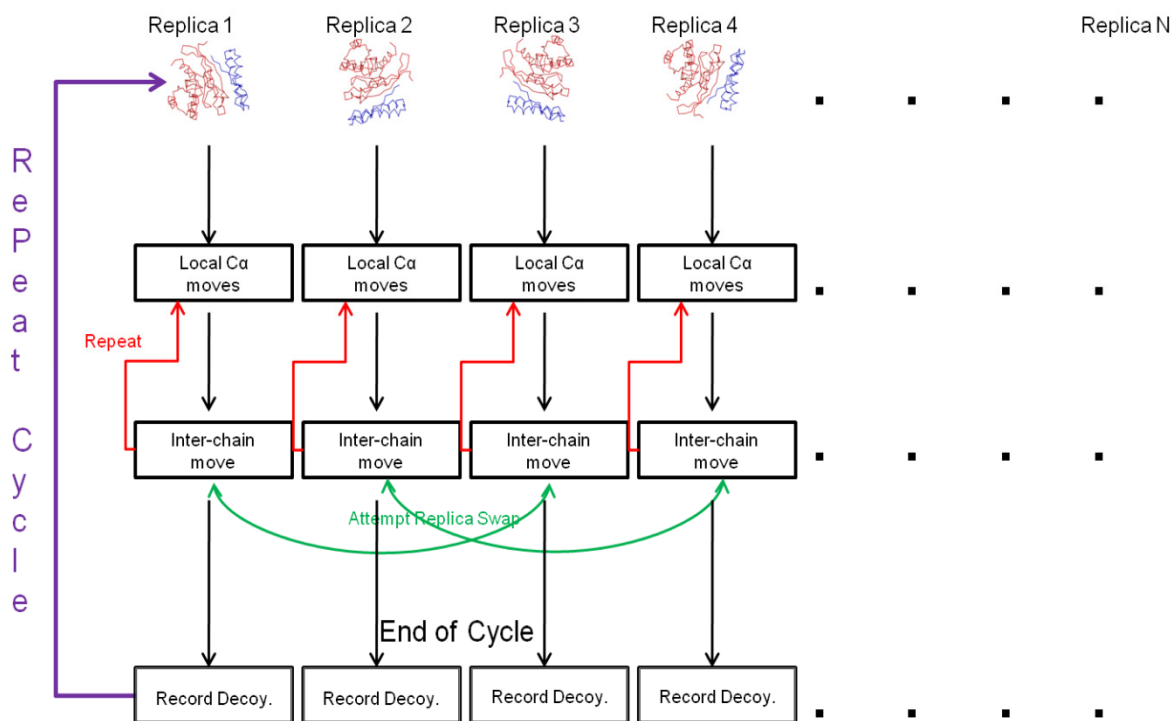 Replica 1
Replica 2
Replica 3
Replica 4
Replica N
RePeat Cycle
Local Cα
moves
Local Cα
moves
Local Cα
moves
Local Cα
moves
Repeat
Inter-chain
move
Inter-chain
move
Inter-chain
move
Inter-chain
move
Attempt Replica Swap
End of Cycle
Record Decoy.
Record Decoy.
Record Decoy.
Record Decoy.